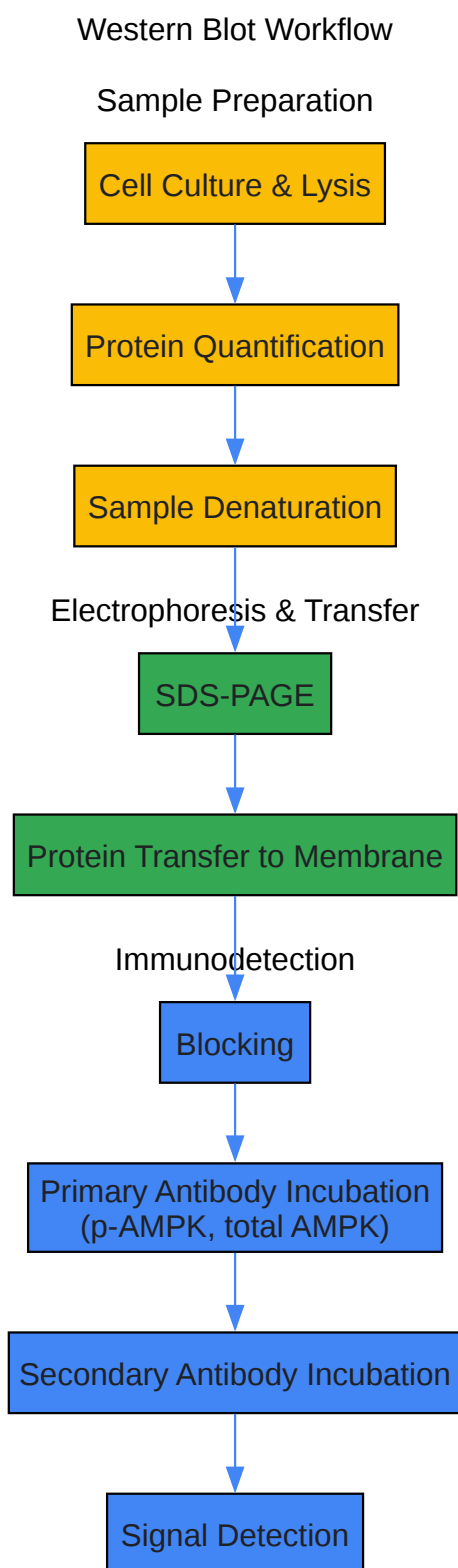 Western Blot Workflow
Sample Preparation
Cell Culture & Lysis
Protein Quantification
Sample Denaturation
Electrophoresis & Transfer
SDS-PAGE
Protein Transfer to Membrane
Immunodetection
Blocking
Primary Antibody Incubation
(p-AMPK, total AMPK)
Secondary Antibody Incubation
Signal Detection